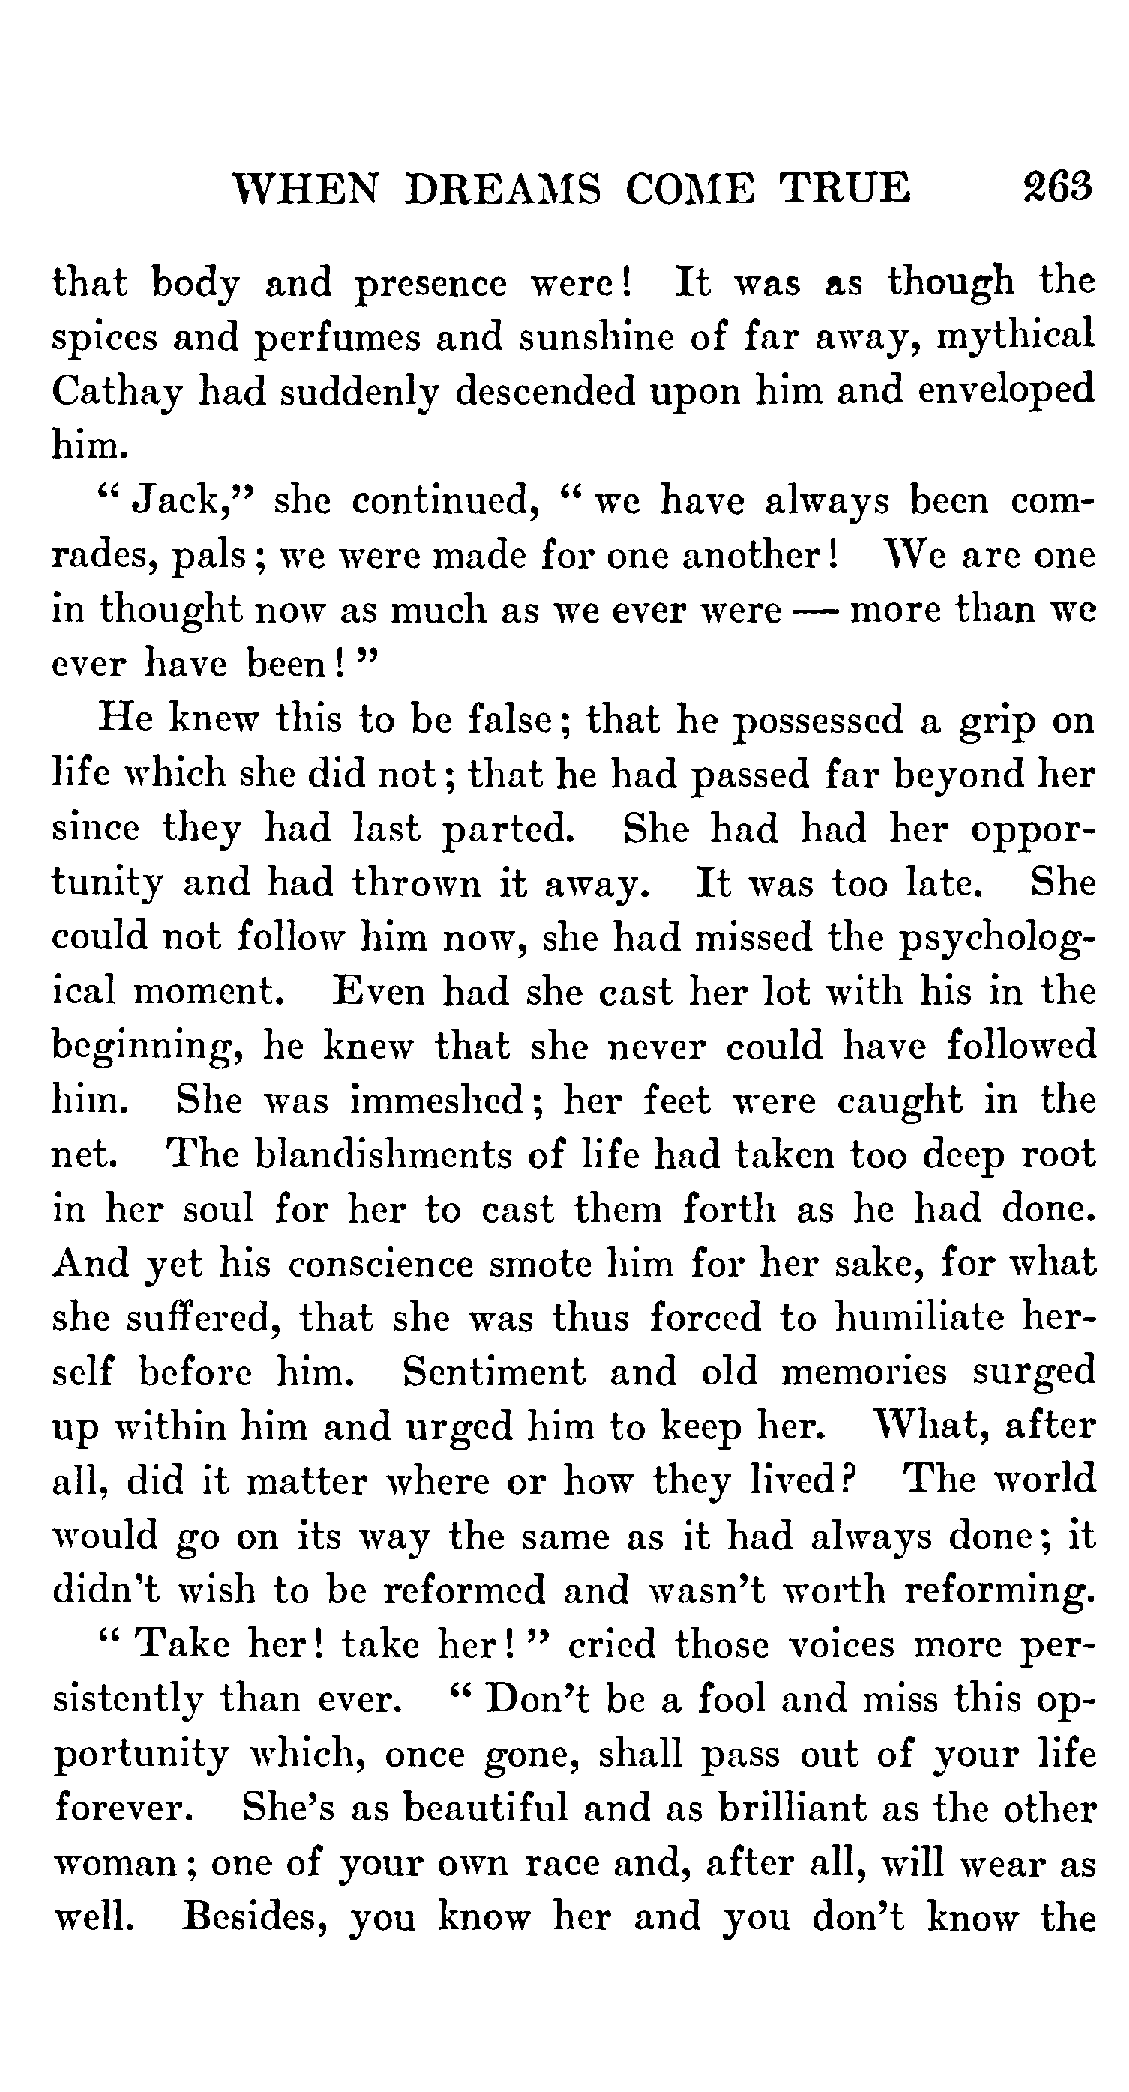 WHEN DREAMS COME TRUE 263
that body and presence were! It was as though the
spices and perfumes and sunshine of far away, mythical
Cathay had suddenly descended upon him and enveloped
him.
“ Jack,” she continued, “ we have always been com-
rades, pals ; we were made for one another! We are one
in thought now as much as we ever were — more than we
ever have been! ”
He knew this to be false; that he possessed a grip on
life which she did not; that he had passed far beyond her
since they had last parted. She had had her oppor-
tunity and had thrown it away. It was too late. She
could not follow him now, she had missed the psycholog-
ical moment. Even had she cast her lot with his in the
beginning, he knew that she never could have followed
him. She was immeshed; her feet were caught in the
net. The blandishments of life had taken too deep root
in her soul for her to cast them forth as he had done.
And yet his conscience smote him for her sake, for what
she suffered, that she was thus forced to humiliate her-
self before him. Sentiment and old memories surged
up within him and urged him to keep her. What, after
all, did it matter where or how they lived? The world
would go on its way the same as it had always done; it
didn't wish to be reformed and wasn't worth reforming.
“ Take her! take her! ” cried those voices more per-
sistently than ever. “ Don't be a fool and miss this op-
portunity which, once gone, shall pass out of your life
forever. She's as beautiful and as brilliant as the other
woman ; one of your own race and, after all, will wear as
well. Besides, you know her and you don't know the